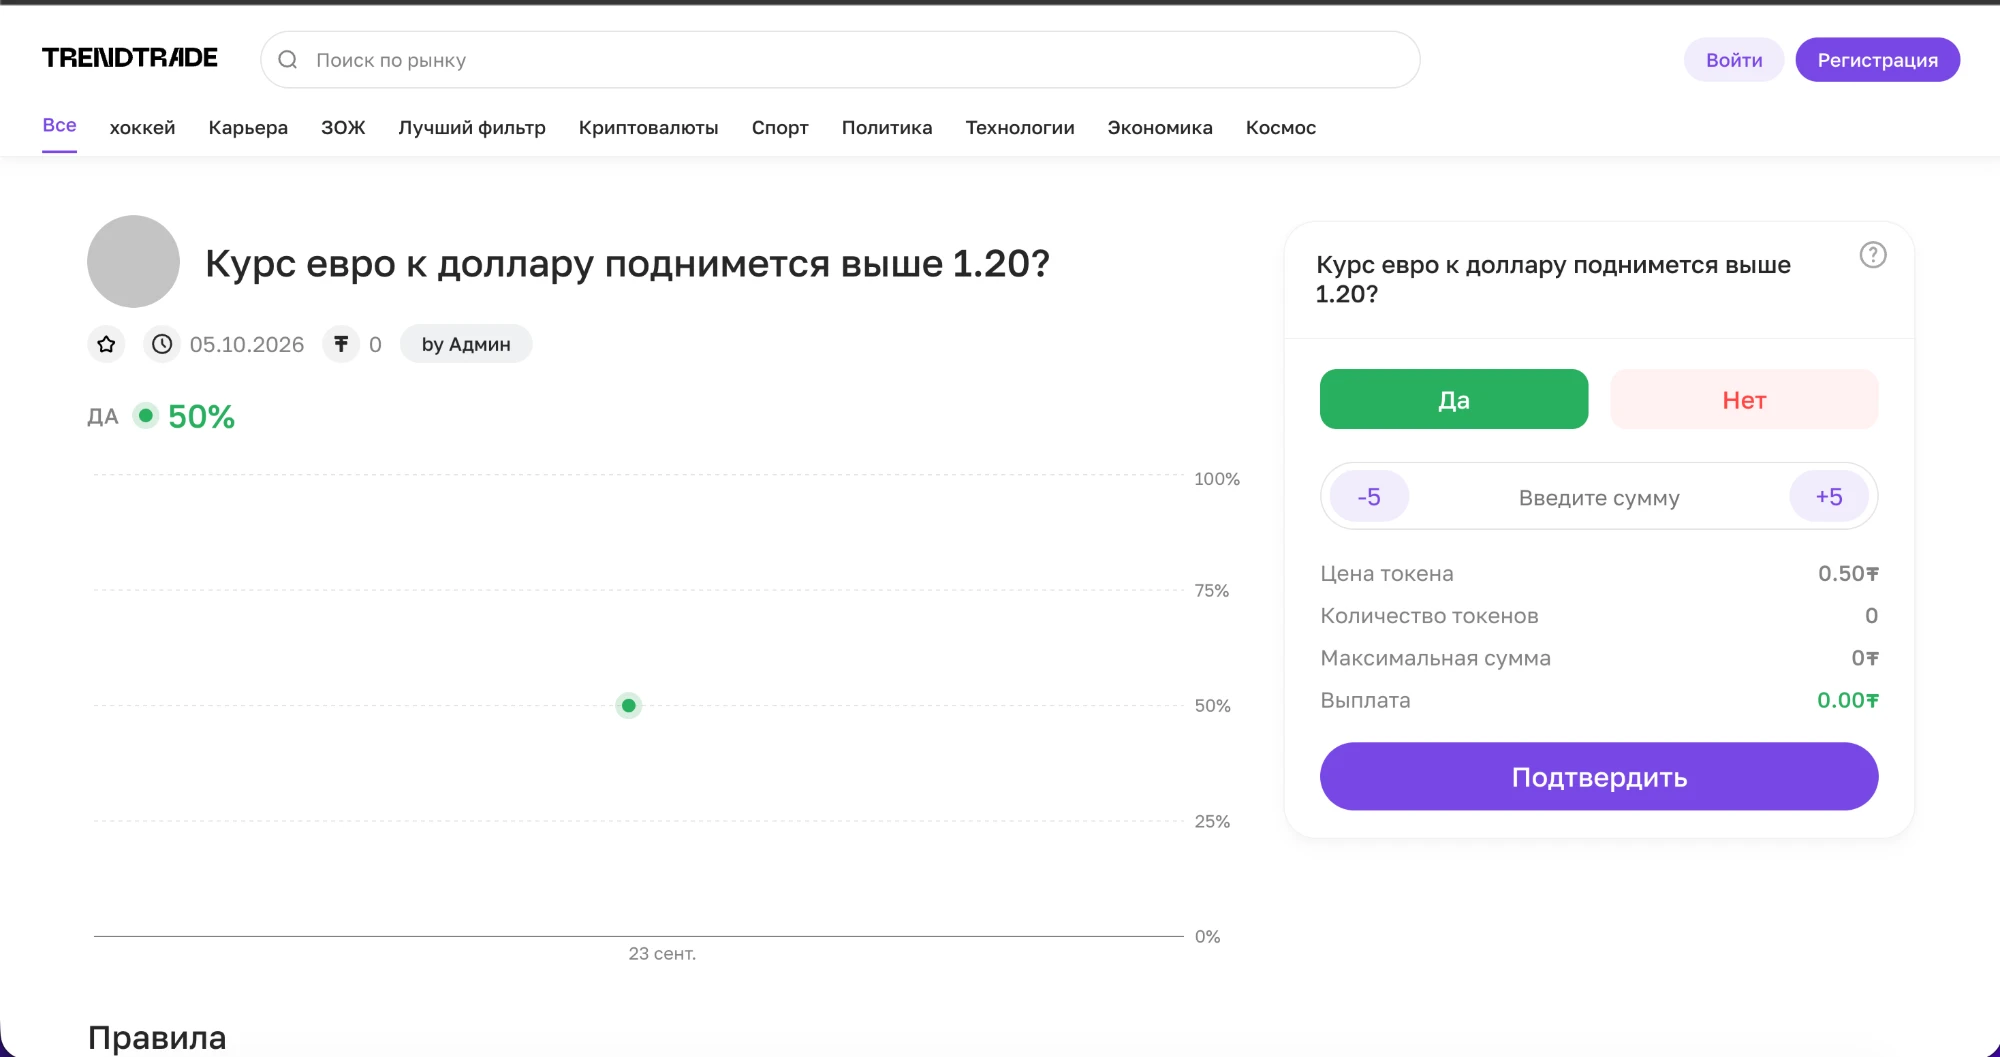 TRENDTRADE
Поиск по рынку
Войти
Регистрация
Все
хоккей
Карьера
ЗОЖ
Лучший фильтр
Криптовалюты
Спорт
Политика
Технологии
Экономика
Космос
Курс евро к доллару поднимется выше 1.20?
05.10.2026
₸ 0
by Админ
ДА 50%
100%
75%
50%
25%
0%
23 сент.
Правила
Курс евро к доллару поднимется выше
1.20?
?
Да
Нет
-5
Введите сумму
+5
Цена токена 0.50₸
Количество токенов 0
Максимальная сумма 0₸
Выплата 0.00₸
Подтвердить